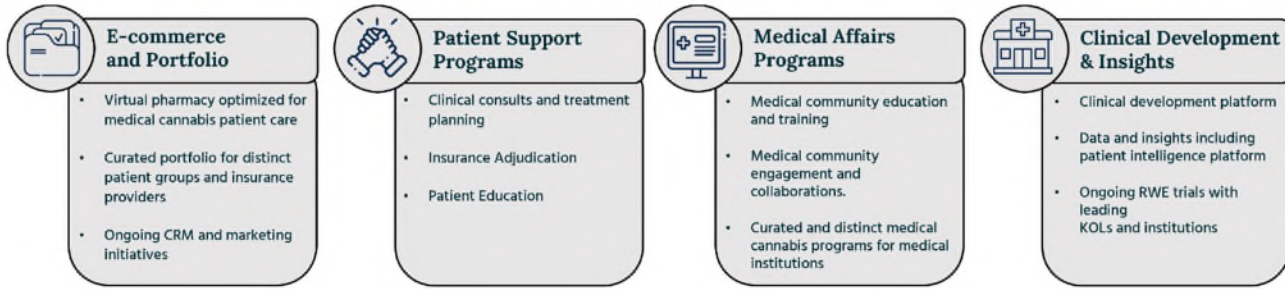 E-commerce
and Portfolio
• Virtual pharmacy optimized for
medical cannabis patient care
• Curated portfolio for distinct
patient groups and insurance
providers
• Ongoing CRM and marketing
initiatives
Patient Support
Programs
• Clinical consults and treatment
planning
• Insurance Adjudication
• Patient Education
Medical Affairs
Programs
• Medical community education
and training
• Medical community
engagement and
collaborations.
• Curated and distinct medical
cannabis programs for medical
institutions
Clinical Development
& Insights
• Clinical development platform
• Data and insights including
patient intelligence platform
• Ongoing RWE trials with
leading
KOLs and institutions